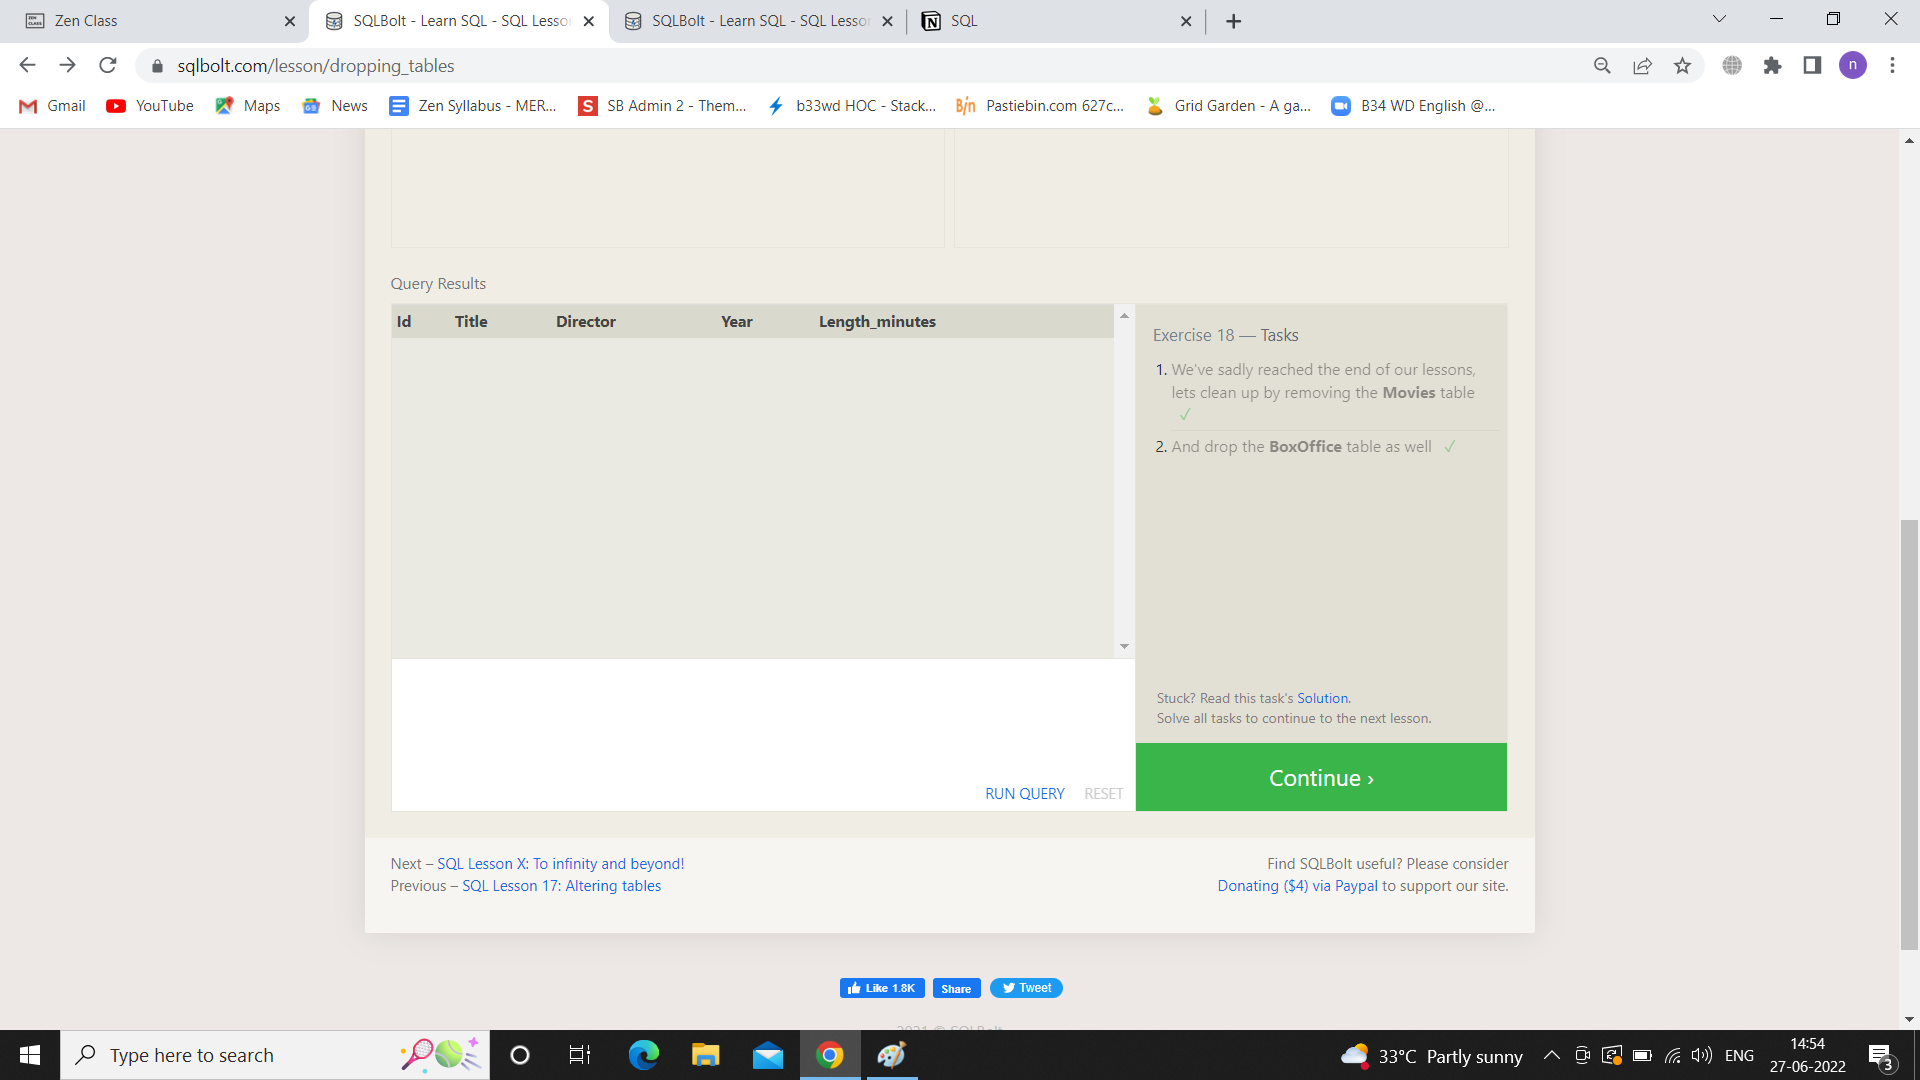 Zen Class
SQLBolt - Learn SQL - SQL Lesson
SQLBolt - Learn SQL - SQL Lesson
SQL
sqlbolt.com/lesson/dropping_tables
n
Gmail
YouTube
Maps
News
Zen Syllabus - MER...
SB Admin 2 - Them...
b33wd HOC - Stack...
Pastiebin.com 627c...
Grid Garden - A ga...
B34 WD English @...
Query Results
Id Title Director Year Length_minutes
Exercise 18 — Tasks
1. We've sadly reached the end of our lessons,
lets clean up by removing the Movies table
✓
2. And drop the BoxOffice table as well ✓
Stuck? Read this task's Solution.
Solve all tasks to continue to the next lesson.
RUN QUERY RESET
Continue ›
Next – SQL Lesson X: To infinity and beyond!
Previous – SQL Lesson 17: Altering tables
Find SQLBolt useful? Please consider
Donating ($4) via Paypal to support our site.
Like 1.8K
Share
Tweet
2021 © SQLBolt
Type here to search
33°C Partly sunny
ENG
14:54
27-06-2022
3